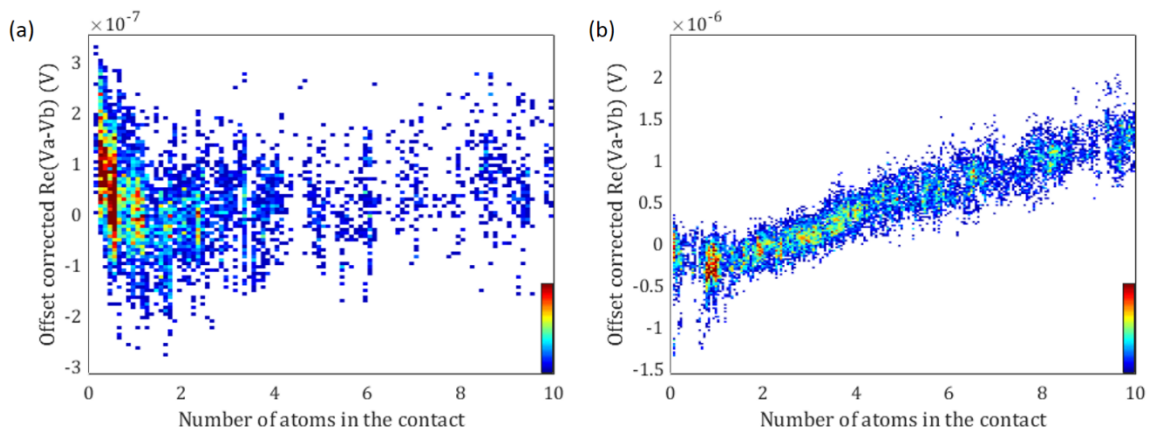 (a)
×10⁻⁷
3
2
1
0
-1
-2
-3
0 2 4 6 8 10
Offset corrected Re(Va-Vb) (V)
Number of atoms in the contact
(b)
×10⁻⁶
2
1.5
1
0.5
0
-0.5
-1
-1.5
0 2 4 6 8 10
Offset corrected Re(Va-Vb) (V)
Number of atoms in the contact